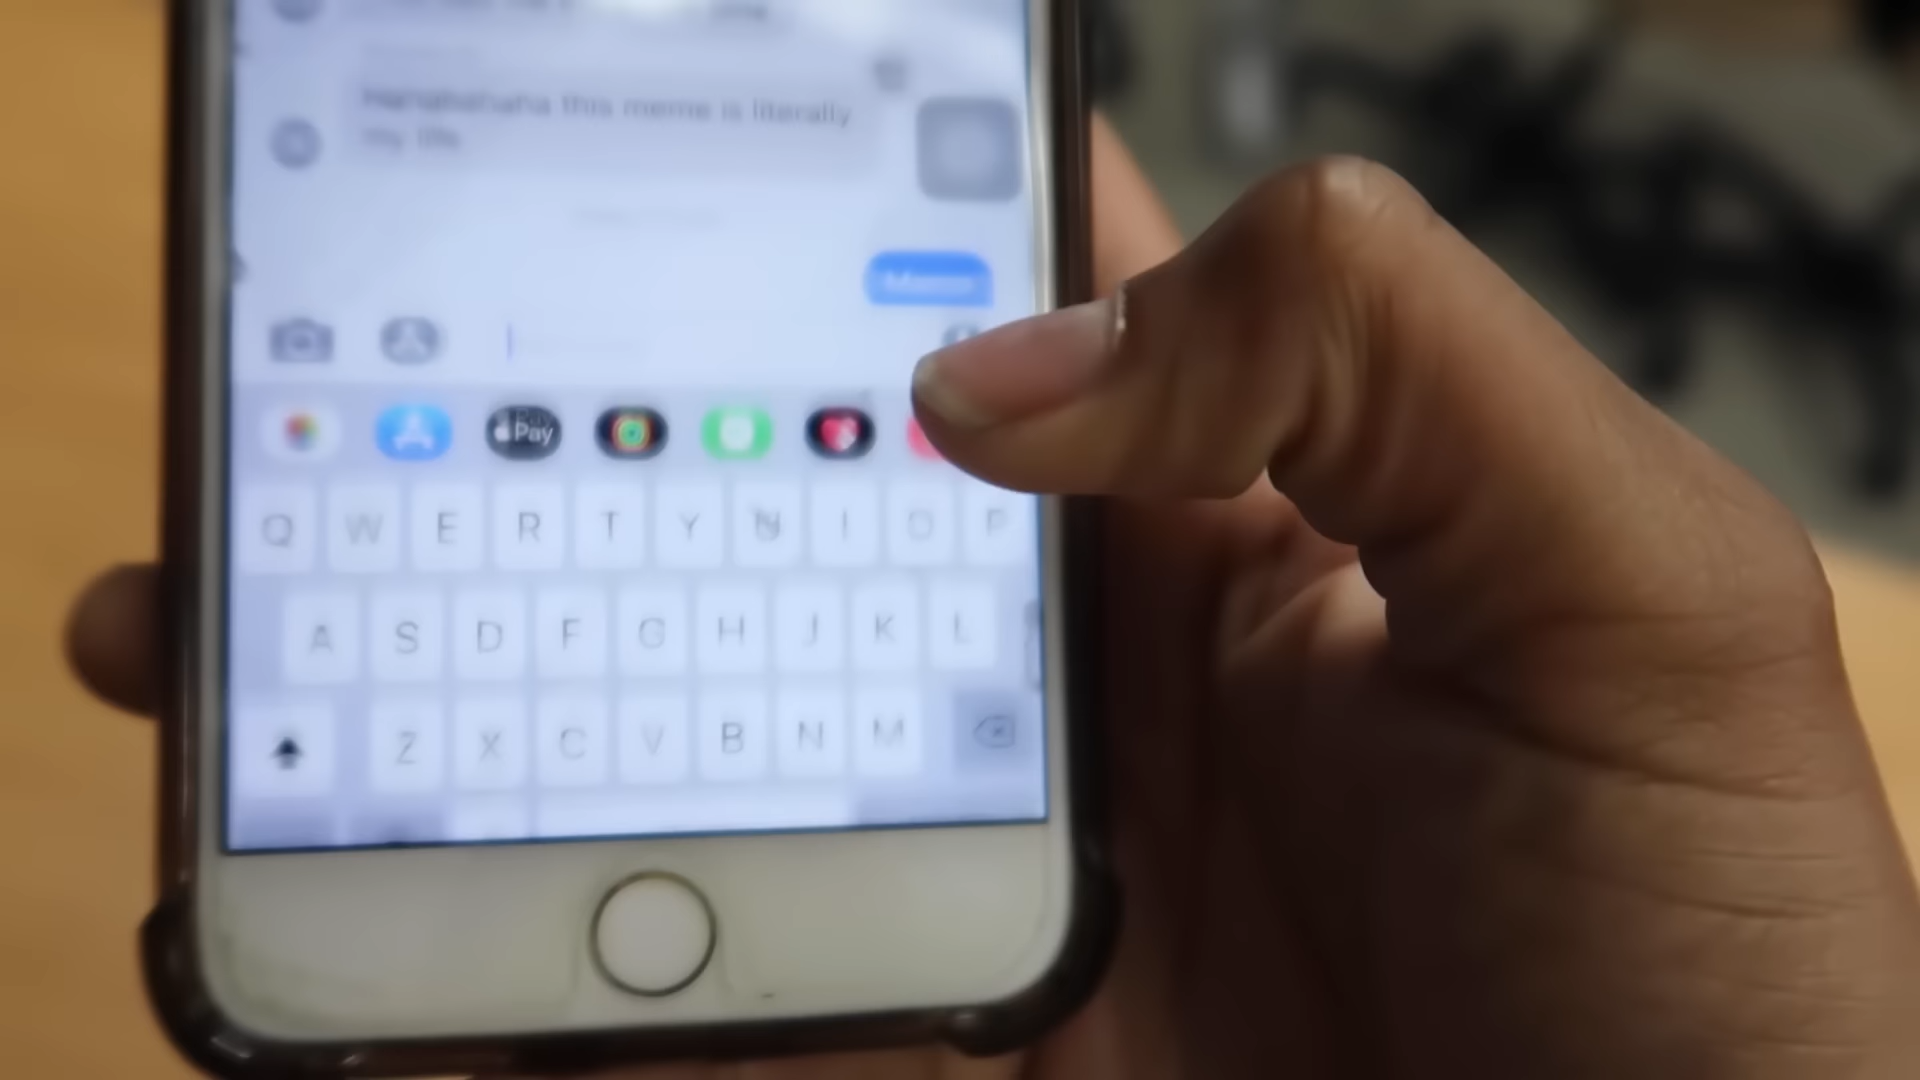 Hahahahaha this meme is literally
my life
Pay
Q W E R T Y U I O P
A S D F G H J K L
Z X C V B N M